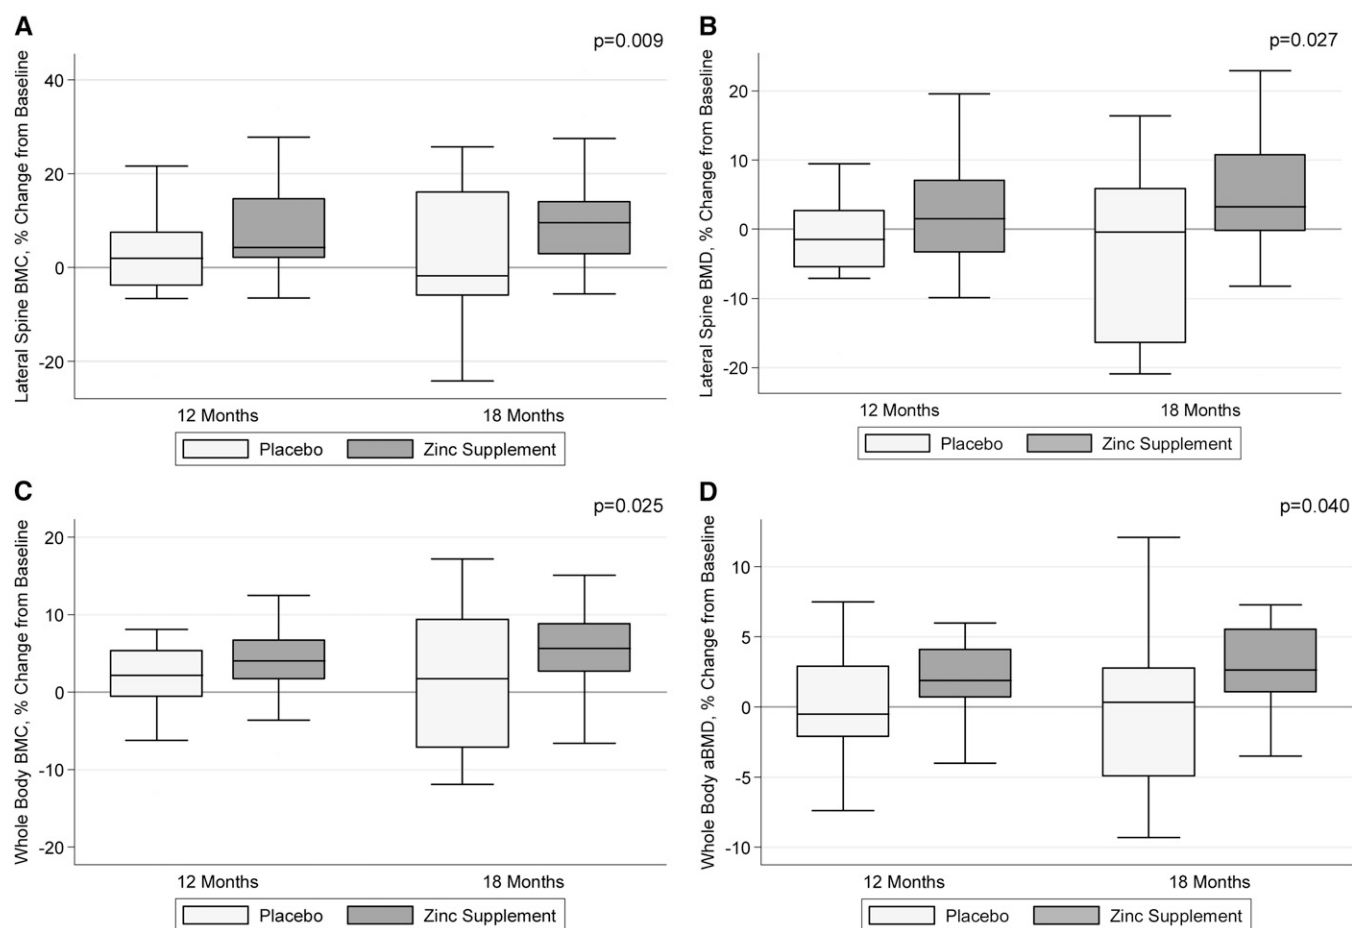 A
p=0.009
Lateral Spine BMC, % Change from Baseline
40
20
0
-20
12 Months
18 Months
Placebo
Zinc Supplement
B
p=0.027
Lateral Spine BMD, % Change from Baseline
20
10
0
-10
-20
12 Months
18 Months
Placebo
Zinc Supplement
C
p=0.025
Whole Body BMC, % Change from Baseline
20
10
0
-10
-20
12 Months
18 Months
Placebo
Zinc Supplement
D
p=0.040
Whole Body aBMD, % Change from Baseline
10
5
0
-5
-10
12 Months
18 Months
Placebo
Zinc Supplement